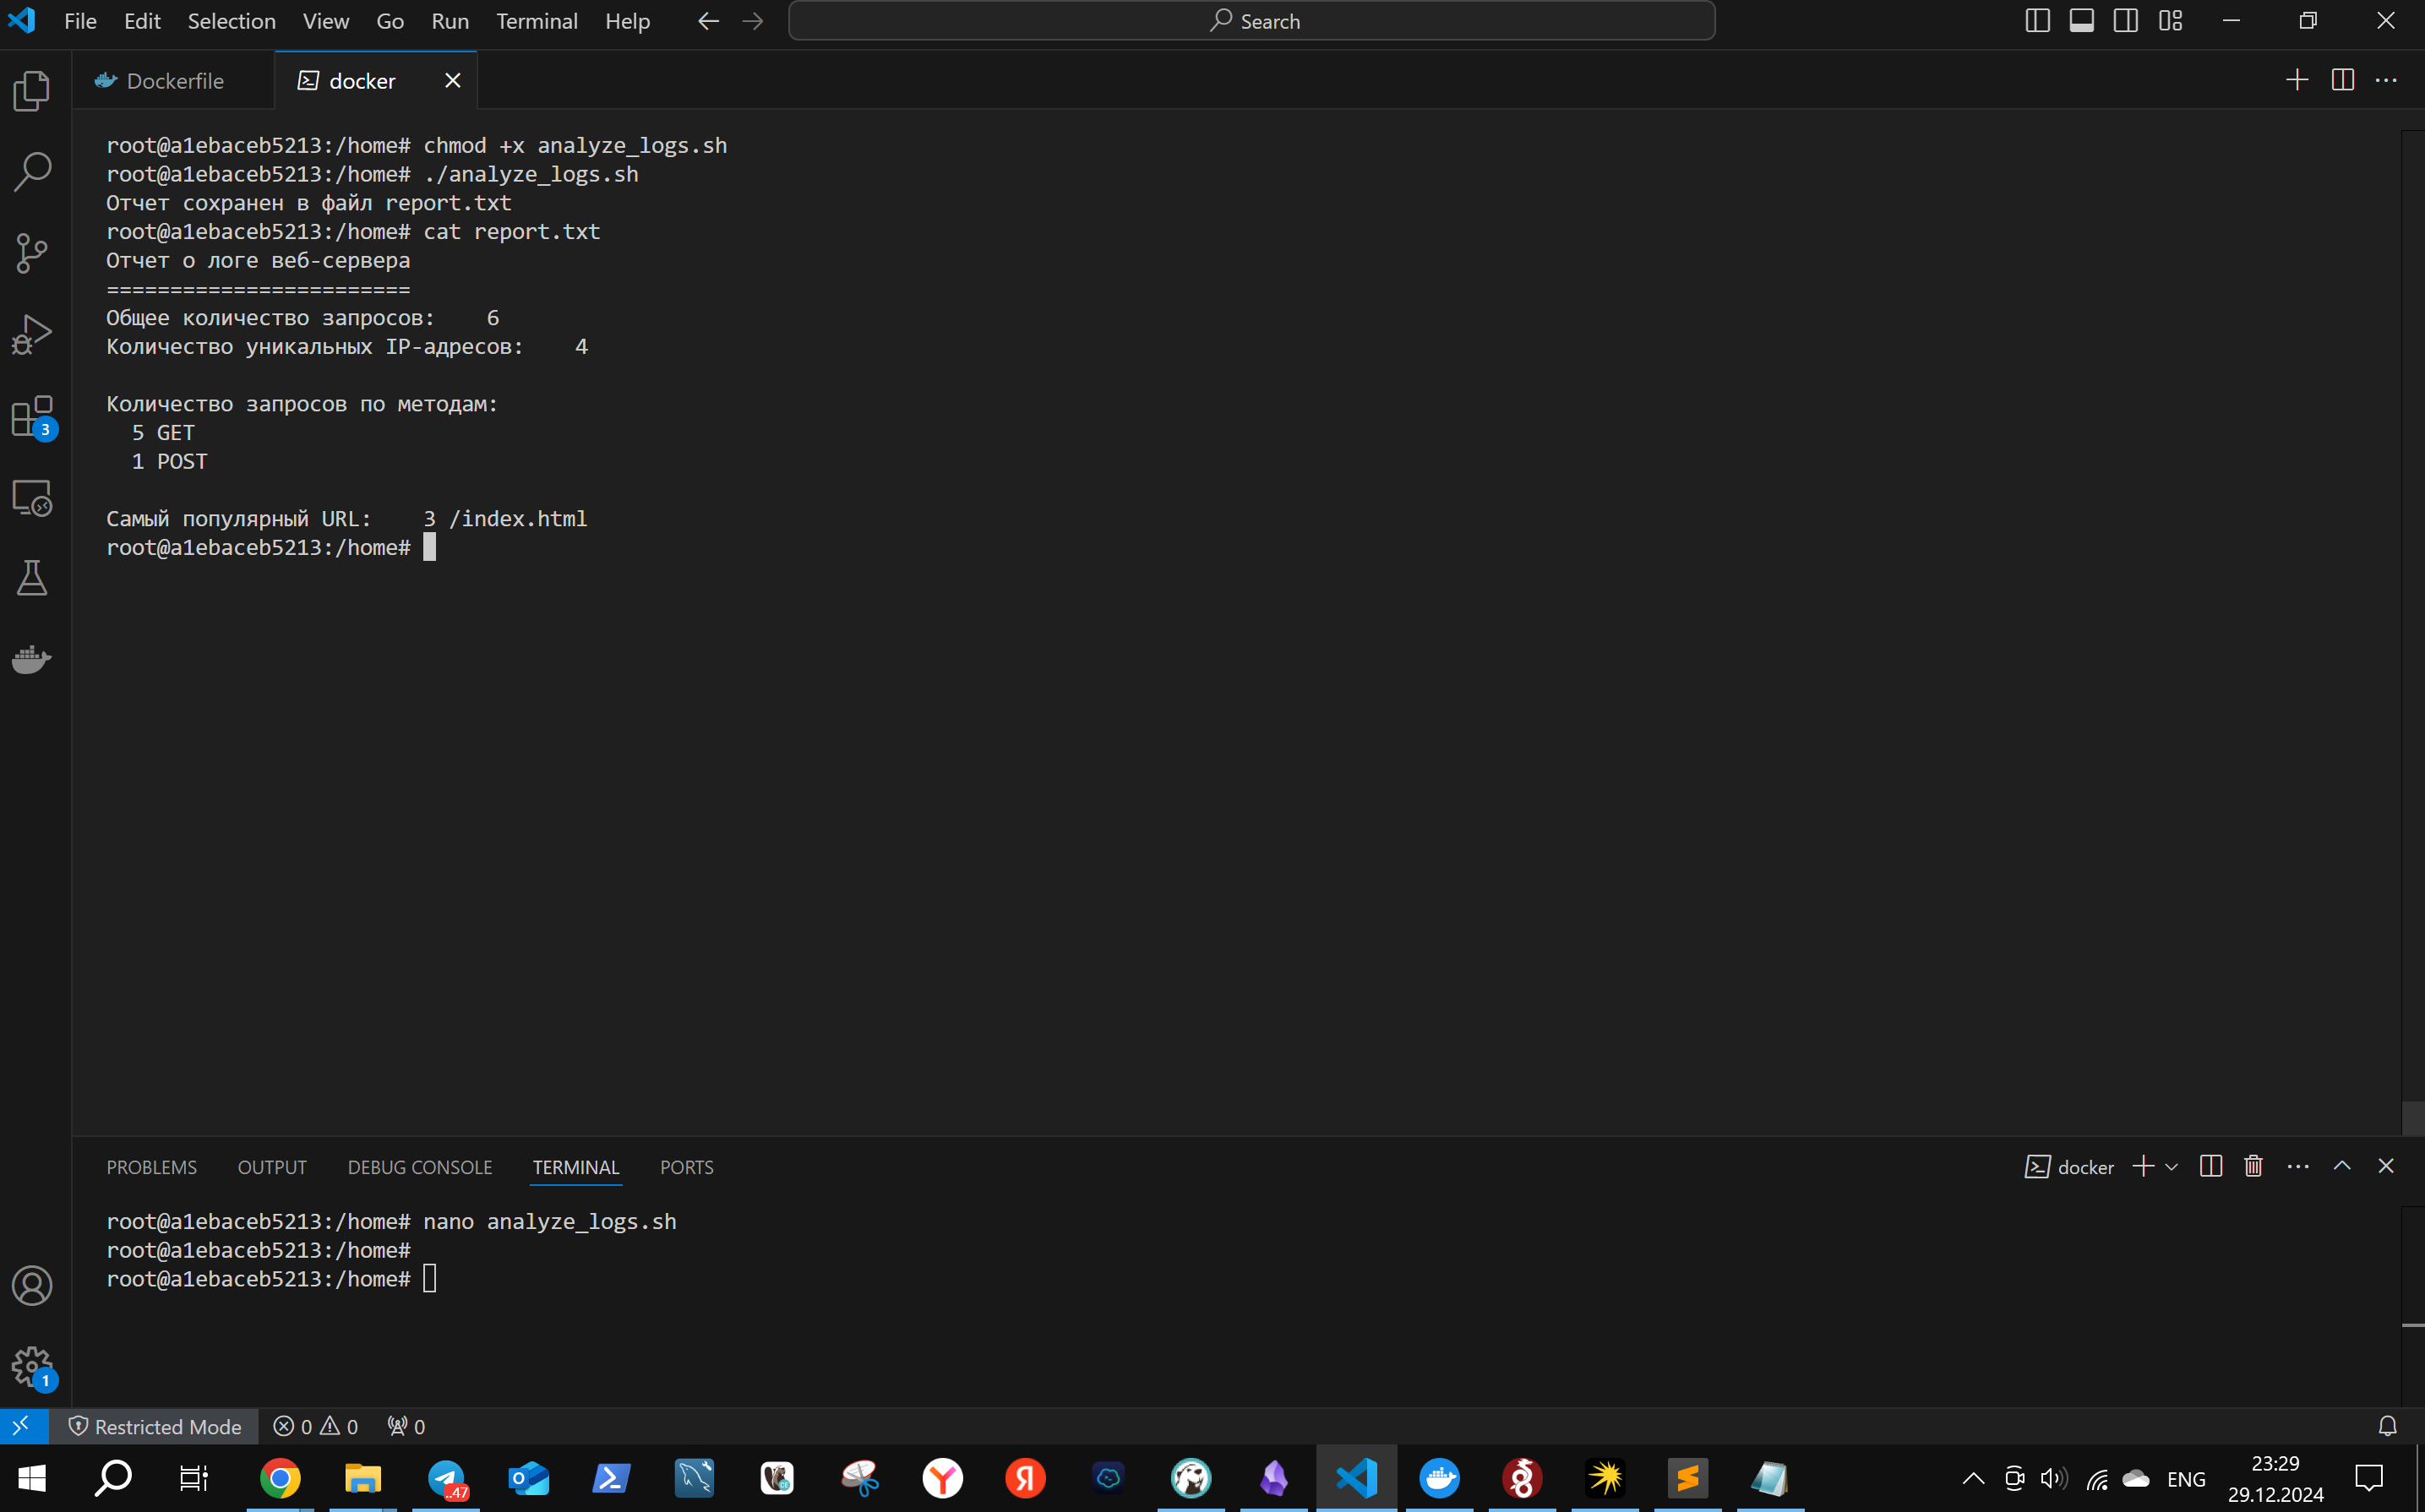 File Edit Selection View Go Run Terminal Help Search
Dockerfile docker
root@a1ebaceb5213:/home# chmod +x analyze_logs.sh
root@a1ebaceb5213:/home# ./analyze_logs.sh
Отчет сохранен в файл report.txt
root@a1ebaceb5213:/home# cat report.txt
Отчет о логе веб-сервера
========================
Общее количество запросов:    6
Количество уникальных IP-адресов:    4
Количество запросов по методам:
  5 GET
  1 POST
Самый популярный URL:    3 /index.html
root@a1ebaceb5213:/home#
3
PROBLEMS OUTPUT DEBUG CONSOLE TERMINAL PORTS docker
root@a1ebaceb5213:/home# nano analyze_logs.sh
root@a1ebaceb5213:/home#
root@a1ebaceb5213:/home#
1
Restricted Mode 0 0 0
..47 ENG 23:29
29.12.2024